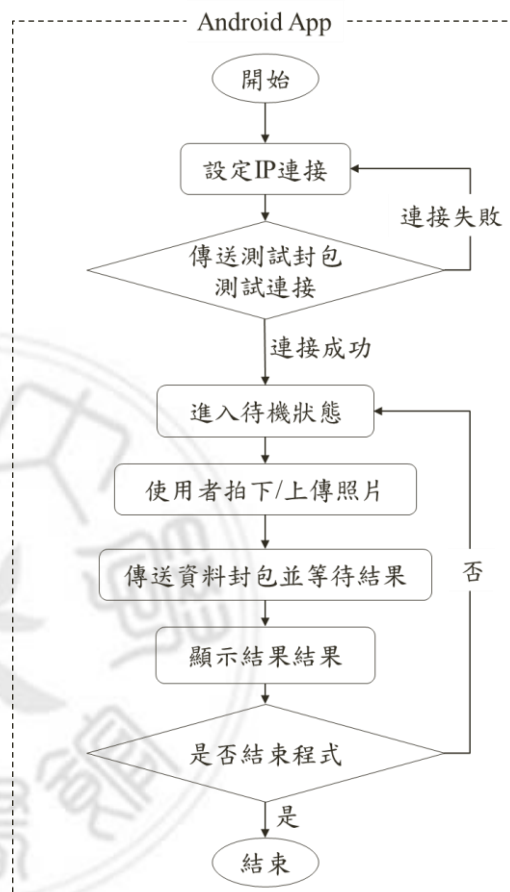 Android App
開始
設定IP連接
連接失敗
傳送測試封包
測試連接
連接成功
進入待機狀態
使用者拍下/上傳照片
傳送資料封包並等待結果
否
顯示結果結果
是否結束程式
是
結束